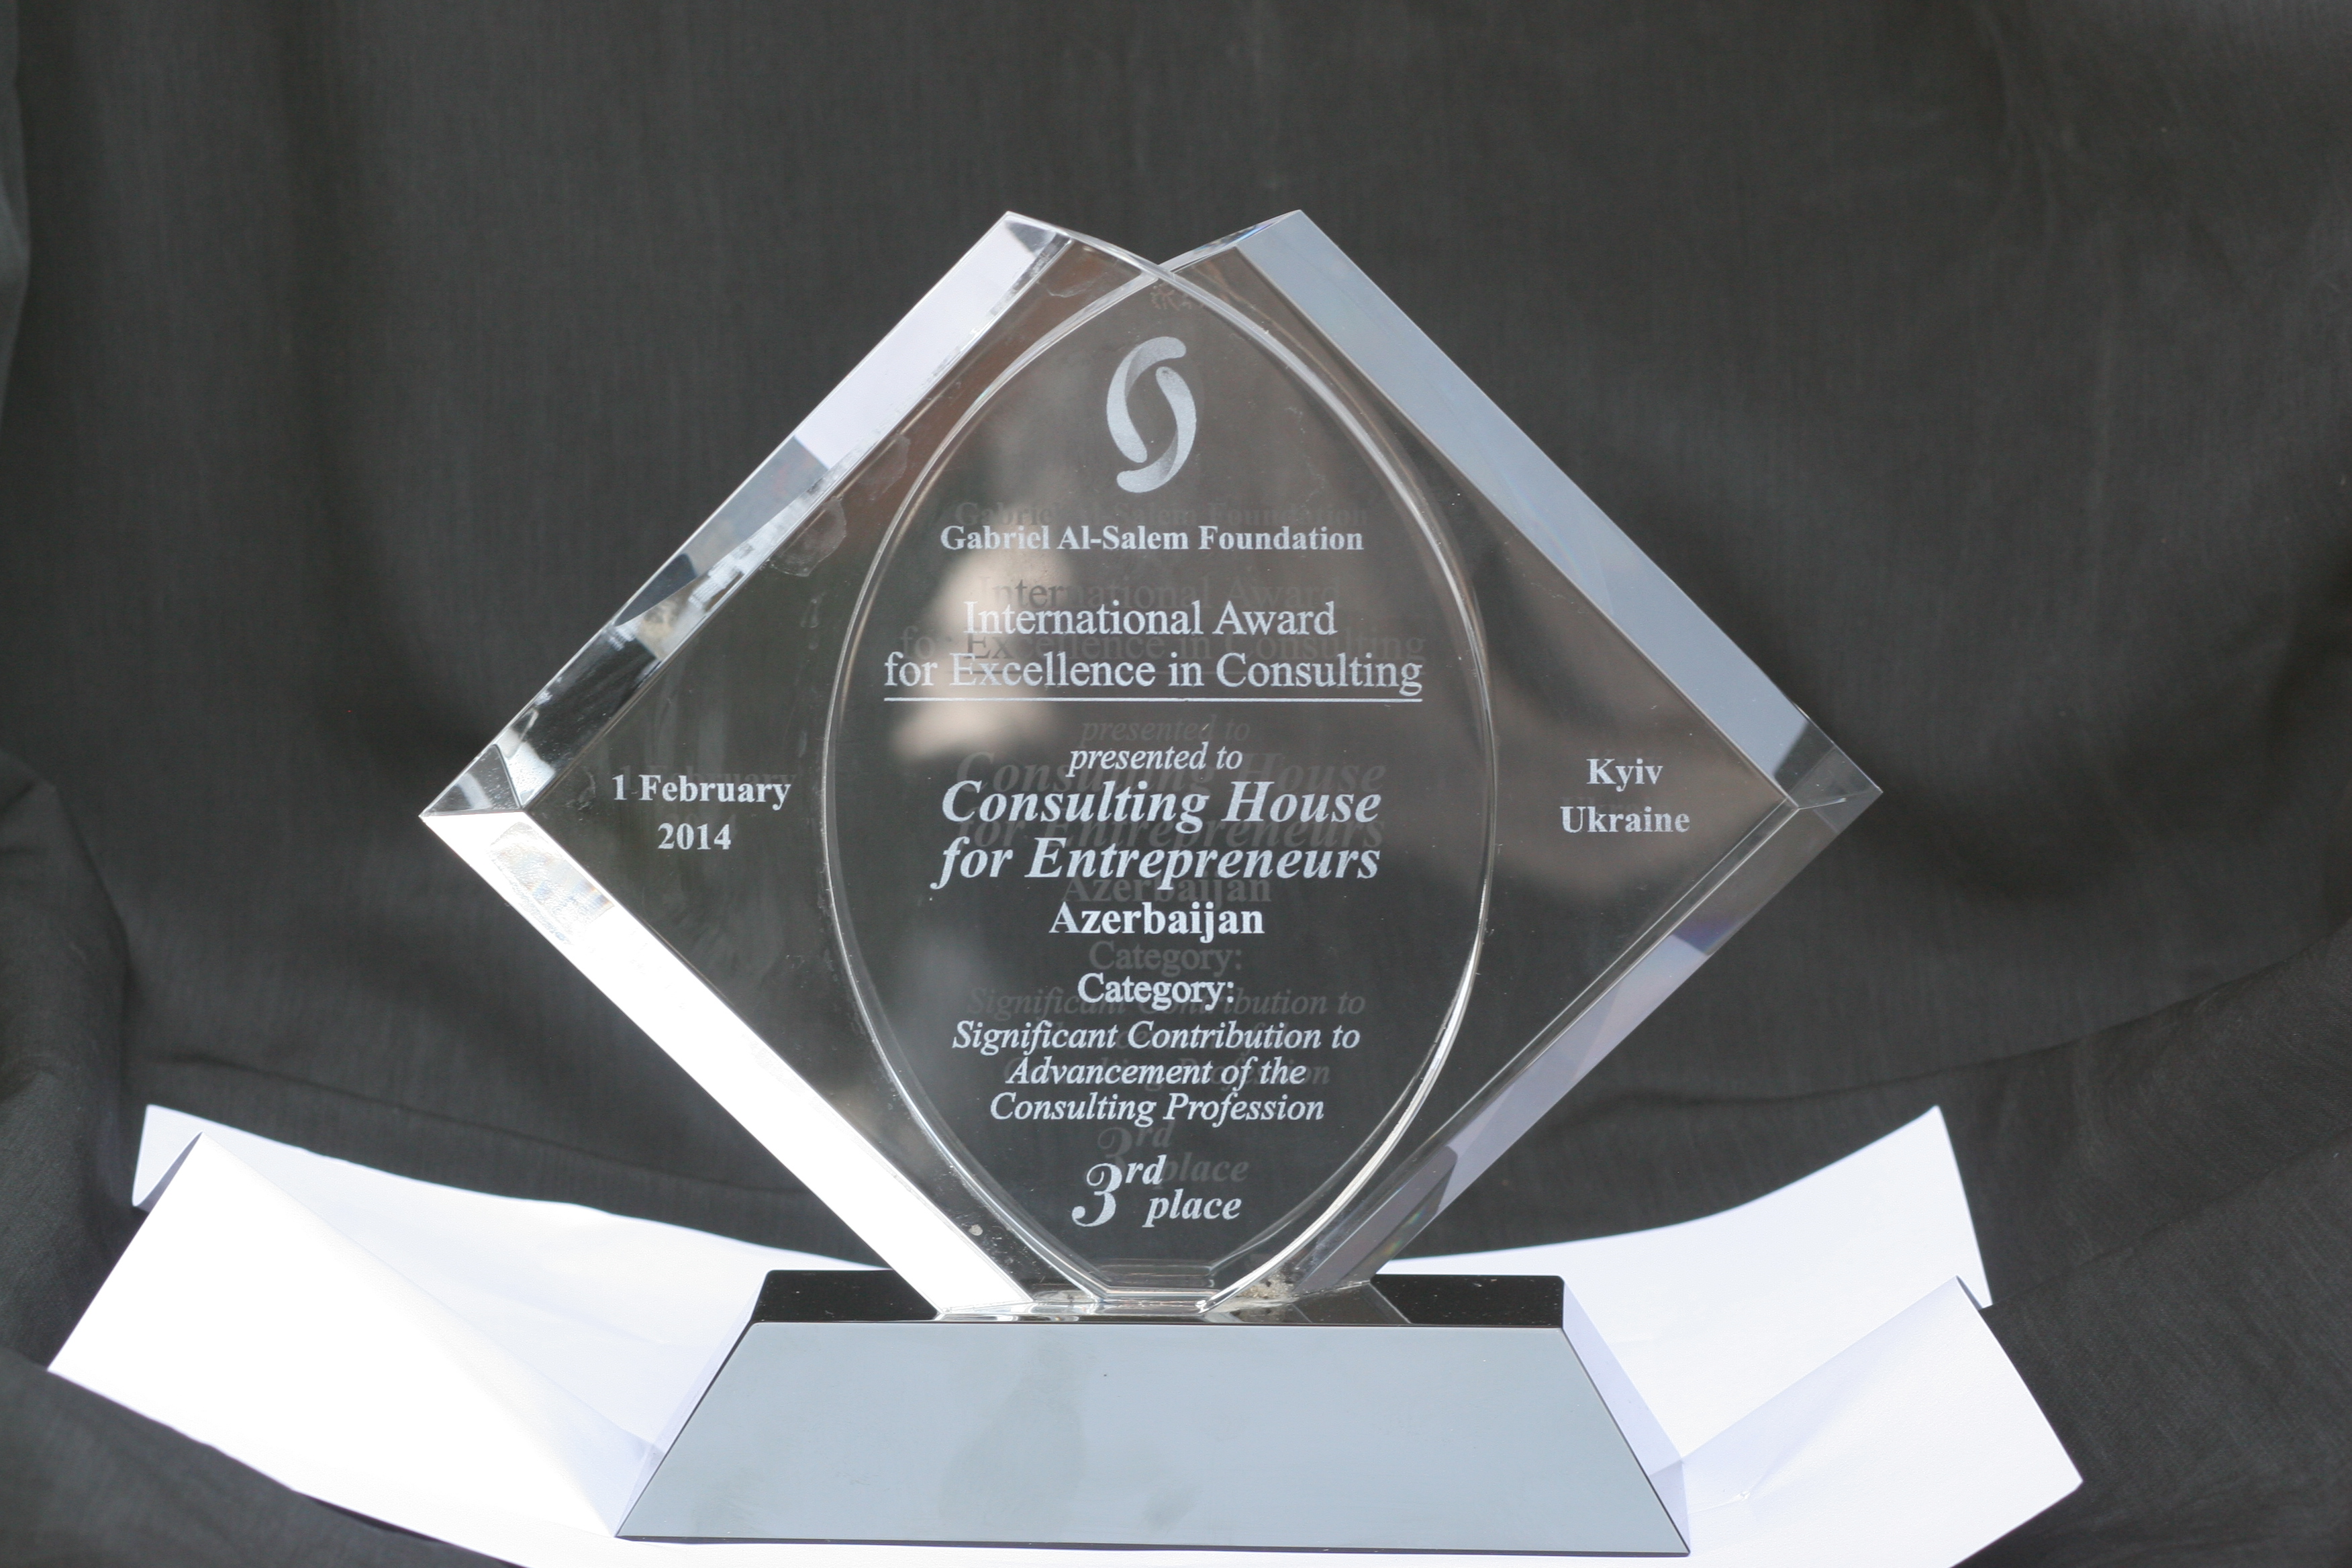 Gabriel Al-Salem Foundation
International Award
for Excellence in Consulting
presented to
Consulting House
for Entrepreneurs
Azerbaijan
Category:
Significant Contribution to
Advancement of the
Consulting Profession
3rd
place
1 February
2014
Kyiv
Ukraine